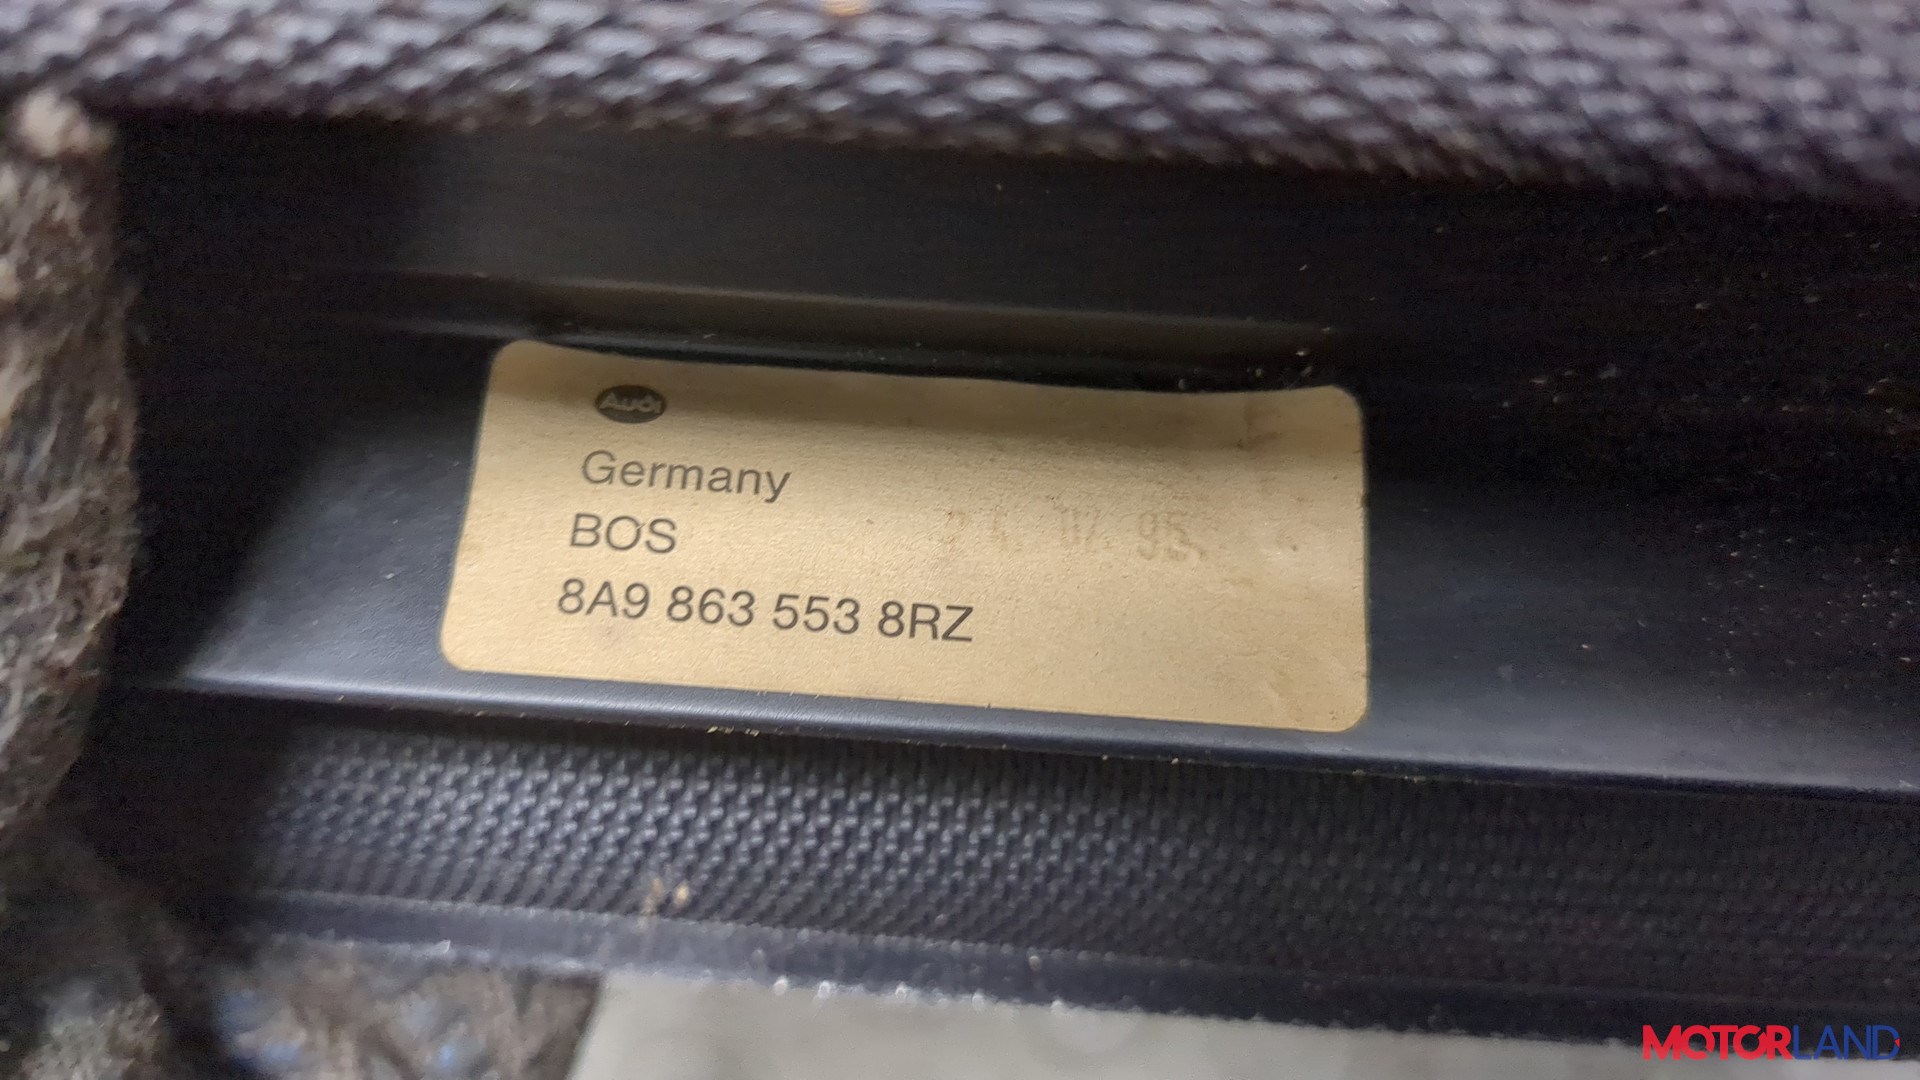 Audi
Germany
BOS
8A9 863 553 8RZ
MOTORLAND